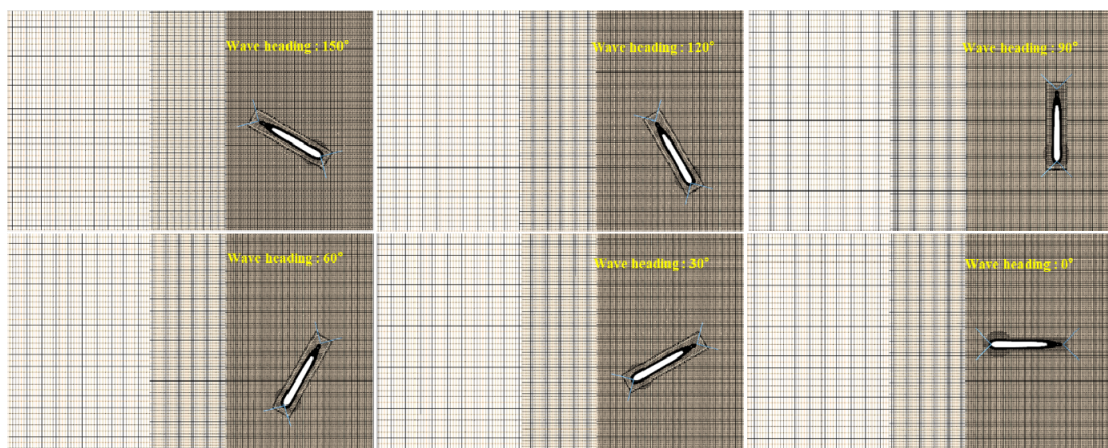 Wave heading : 150°
Wave heading : 120°
Wave heading : 90°
Wave heading : 60°
Wave heading : 30°
Wave heading : 0°